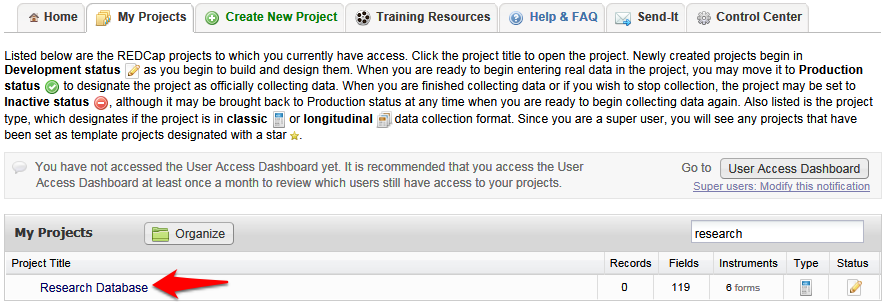 Home My Projects Create New Project Training Resources Help & FAQ Send-It Control Center
Listed below are the REDCap projects to which you currently have access. Click the project title to open the project. Newly created projects begin in
Development status as you begin to build and design them. When you are ready to begin entering real data in the project, you may move it to Production
status to designate the project as officially collecting data. When you are finished collecting data or if you wish to stop collection, the project may be set to
Inactive status , although it may be brought back to Production status at any time when you are ready to begin collecting data again. Also listed is the project
type, which designates if the project is in classic or longitudinal data collection format. Since you are a super user, you will see any projects that have
been set as template projects designated with a star .
You have not accessed the User Access Dashboard yet. It is recommended that you access the User
Access Dashboard at least once a month to review which users still have access to your projects.
Go to User Access Dashboard
Super users: Modify this notification
My Projects Organize research
Project Title Records Fields Instruments Type Status
Research Database 0 119 6 forms